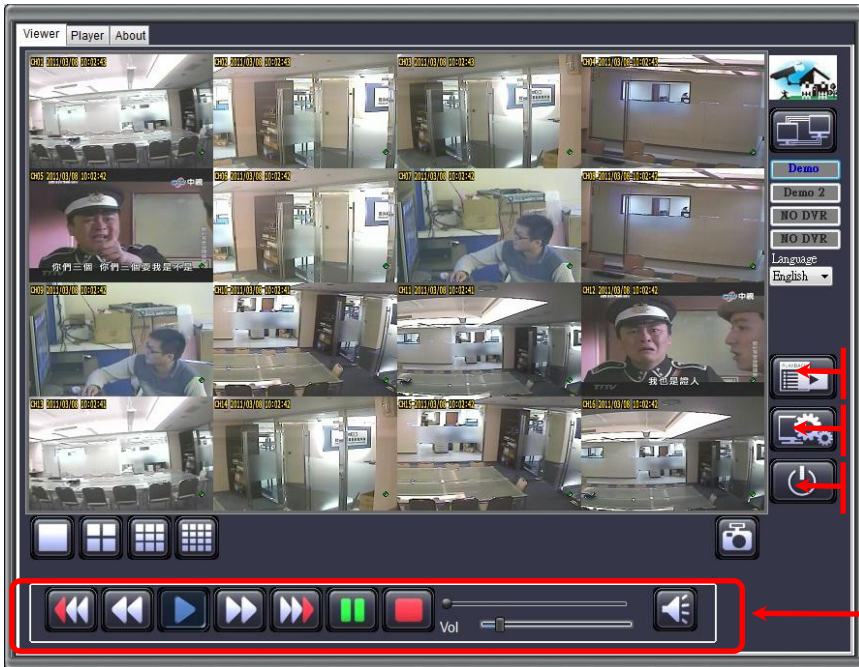 Viewer Player About
CH01 2011/03/08 10:02:43
CH02 2011/03/08 10:02:43
CH03 2011/03/08 10:02:43
CH04 2011/03/08 10:02:43
CH05 2011/03/08 10:02:42
中視
CH06 2011/03/08 10:02:42
CH07 2011/03/08 10:02:42
CH08 2011/03/08 10:02:42
你們三個 你們三個耍我是不是
CH09 2011/03/08 10:02:42
CH10 2011/03/08 10:02:41
CH11 2011/03/08 10:02:41
CH12 2011/03/08 10:02:42
中視
我也是證人
CH13 2011/03/08 10:02:42
CH14 2011/03/08 10:02:42
CH15 2011/03/08 10:02:42
CH16 2011/03/08 10:02:42
Demo
Demo 2
NO DVR
NO DVR
Language
English
PLAYBACK
Vol